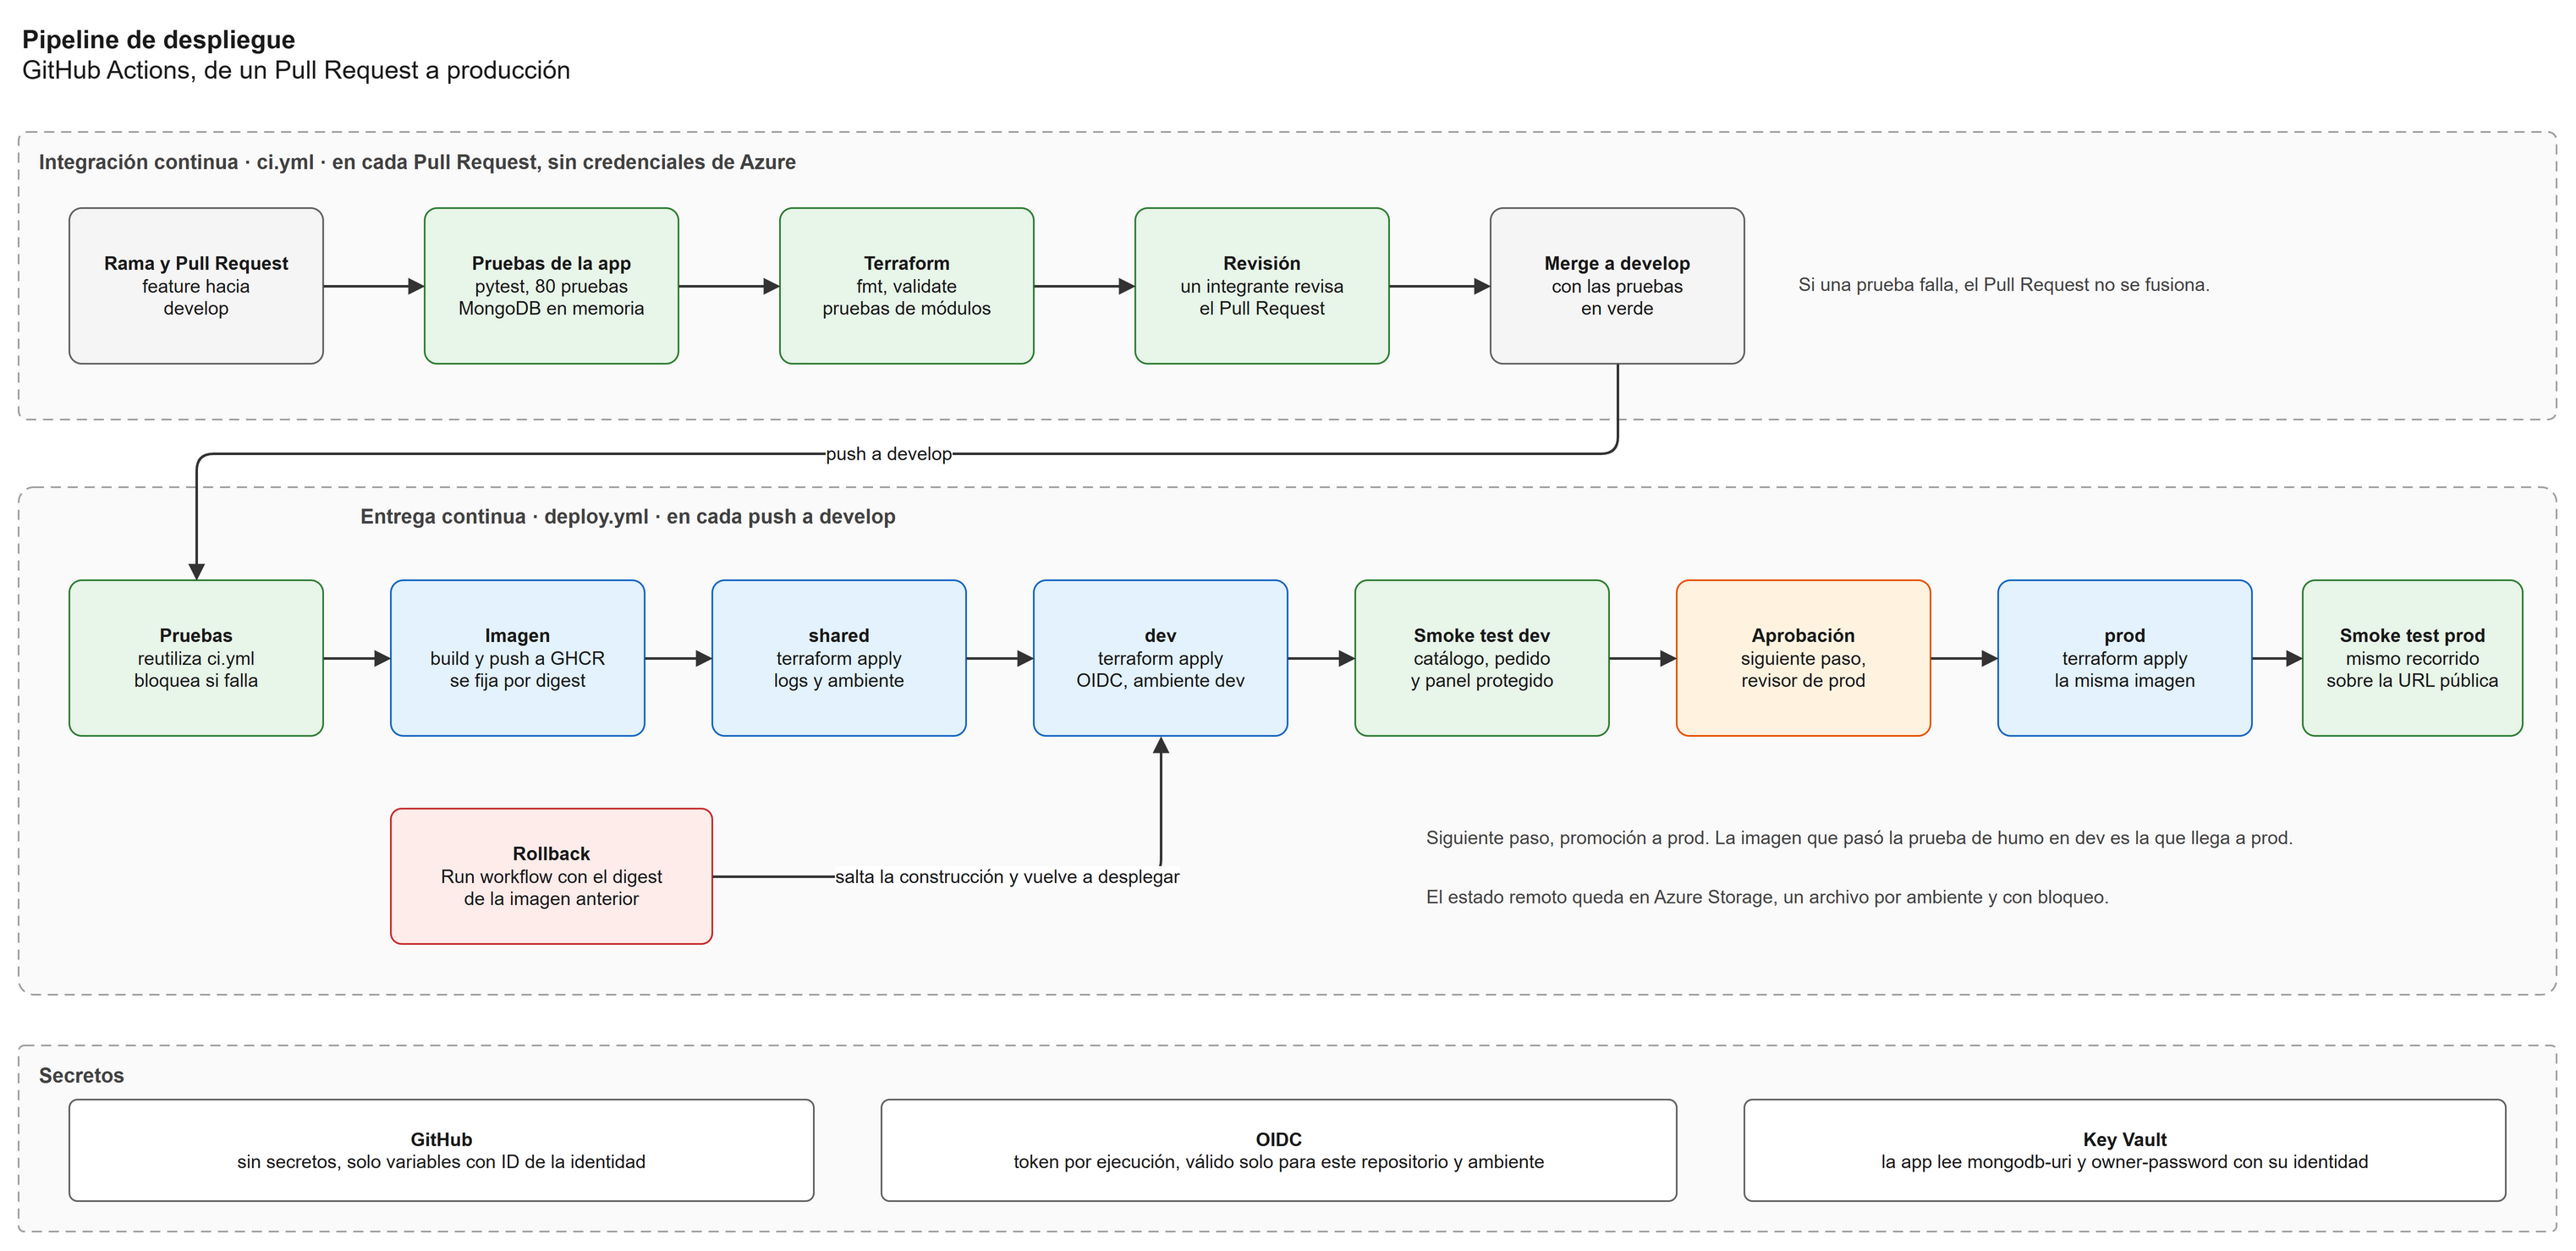 Pipeline de despliegue
GitHub Actions, de un Pull Request a producción
Integración continua · ci.yml · en cada Pull Request, sin credenciales de Azure
Rama y Pull Request
feature hacia
develop
Pruebas de la app
pytest, 80 pruebas
MongoDB en memoria
Terraform
fmt, validate
pruebas de módulos
Revisión
un integrante revisa
el Pull Request
Merge a develop
con las pruebas
en verde
Si una prueba falla, el Pull Request no se fusiona.
push a develop
Entrega continua · deploy.yml · en cada push a develop
Pruebas
reutiliza ci.yml
bloquea si falla
Imagen
build y push a GHCR
se fija por digest
shared
terraform apply
logs y ambiente
dev
terraform apply
OIDC, ambiente dev
Smoke test dev
catálogo, pedido
y panel protegido
Aprobación
siguiente paso,
revisor de prod
prod
terraform apply
la misma imagen
Smoke test prod
mismo recorrido
sobre la URL pública
Rollback
Run workflow con el digest
de la imagen anterior
salta la construcción y vuelve a desplegar
Siguiente paso, promoción a prod. La imagen que pasó la prueba de humo en dev es la que llega a prod.
El estado remoto queda en Azure Storage, un archivo por ambiente y con bloqueo.
Secretos
GitHub
sin secretos, solo variables con ID de la identidad
OIDC
token por ejecución, válido solo para este repositorio y ambiente
Key Vault
la app lee mongodb-uri y owner-password con su identidad